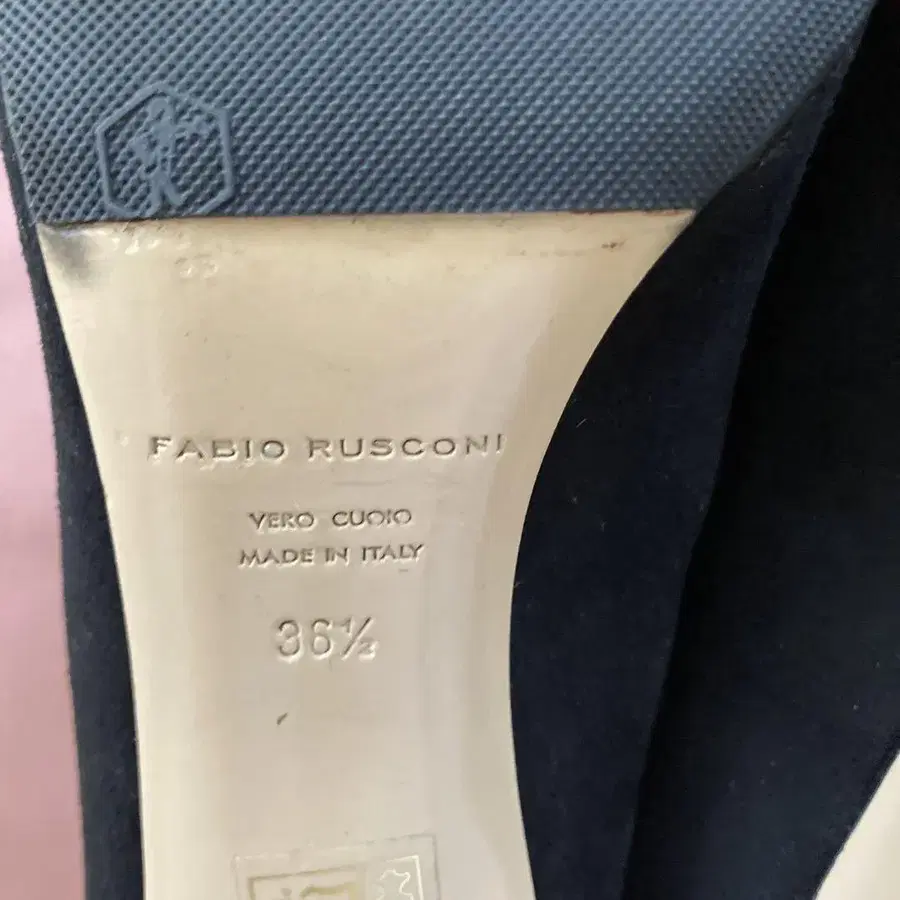 FABIO RUSCONI
VERO CUOIO
MADE IN ITALY
36½